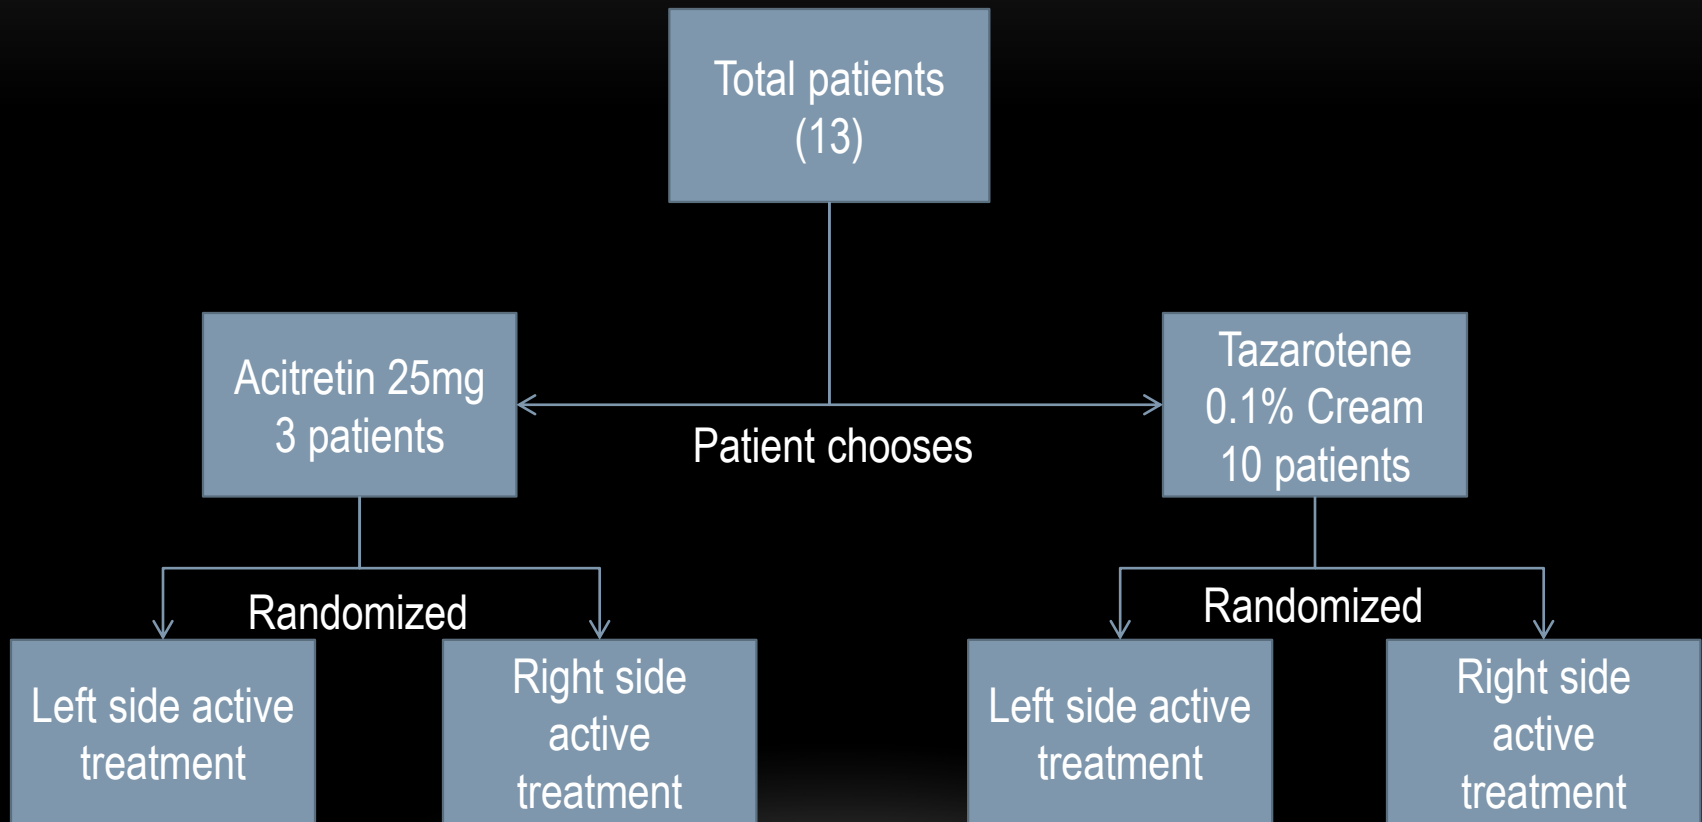 Total patients
(13)
Acitretin 25mg
3 patients
Patient chooses
Tazarotene
0.1% Cream
10 patients
Randomized
Randomized
Left side active
treatment
Right side
active
treatment
Left side active
treatment
Right side
active
treatment